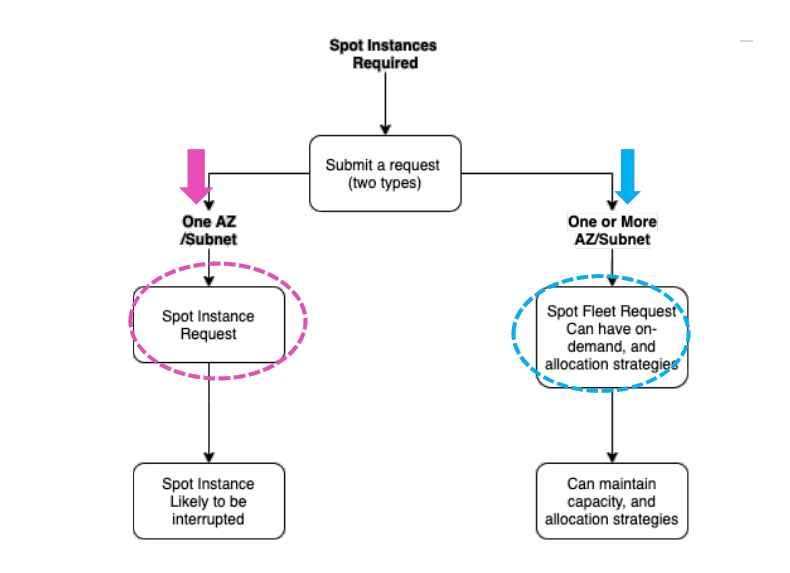 Spot Instances
Required
Submit a request
(two types)
One AZ
/Subnet
One or More
AZ/Subnet
Spot Instance
Request
Spot Fleet Request
Can have on-
demand, and
allocation strategies
Spot Instance
Likely to be
interrupted
Can maintain
capacity, and
allocation strategies